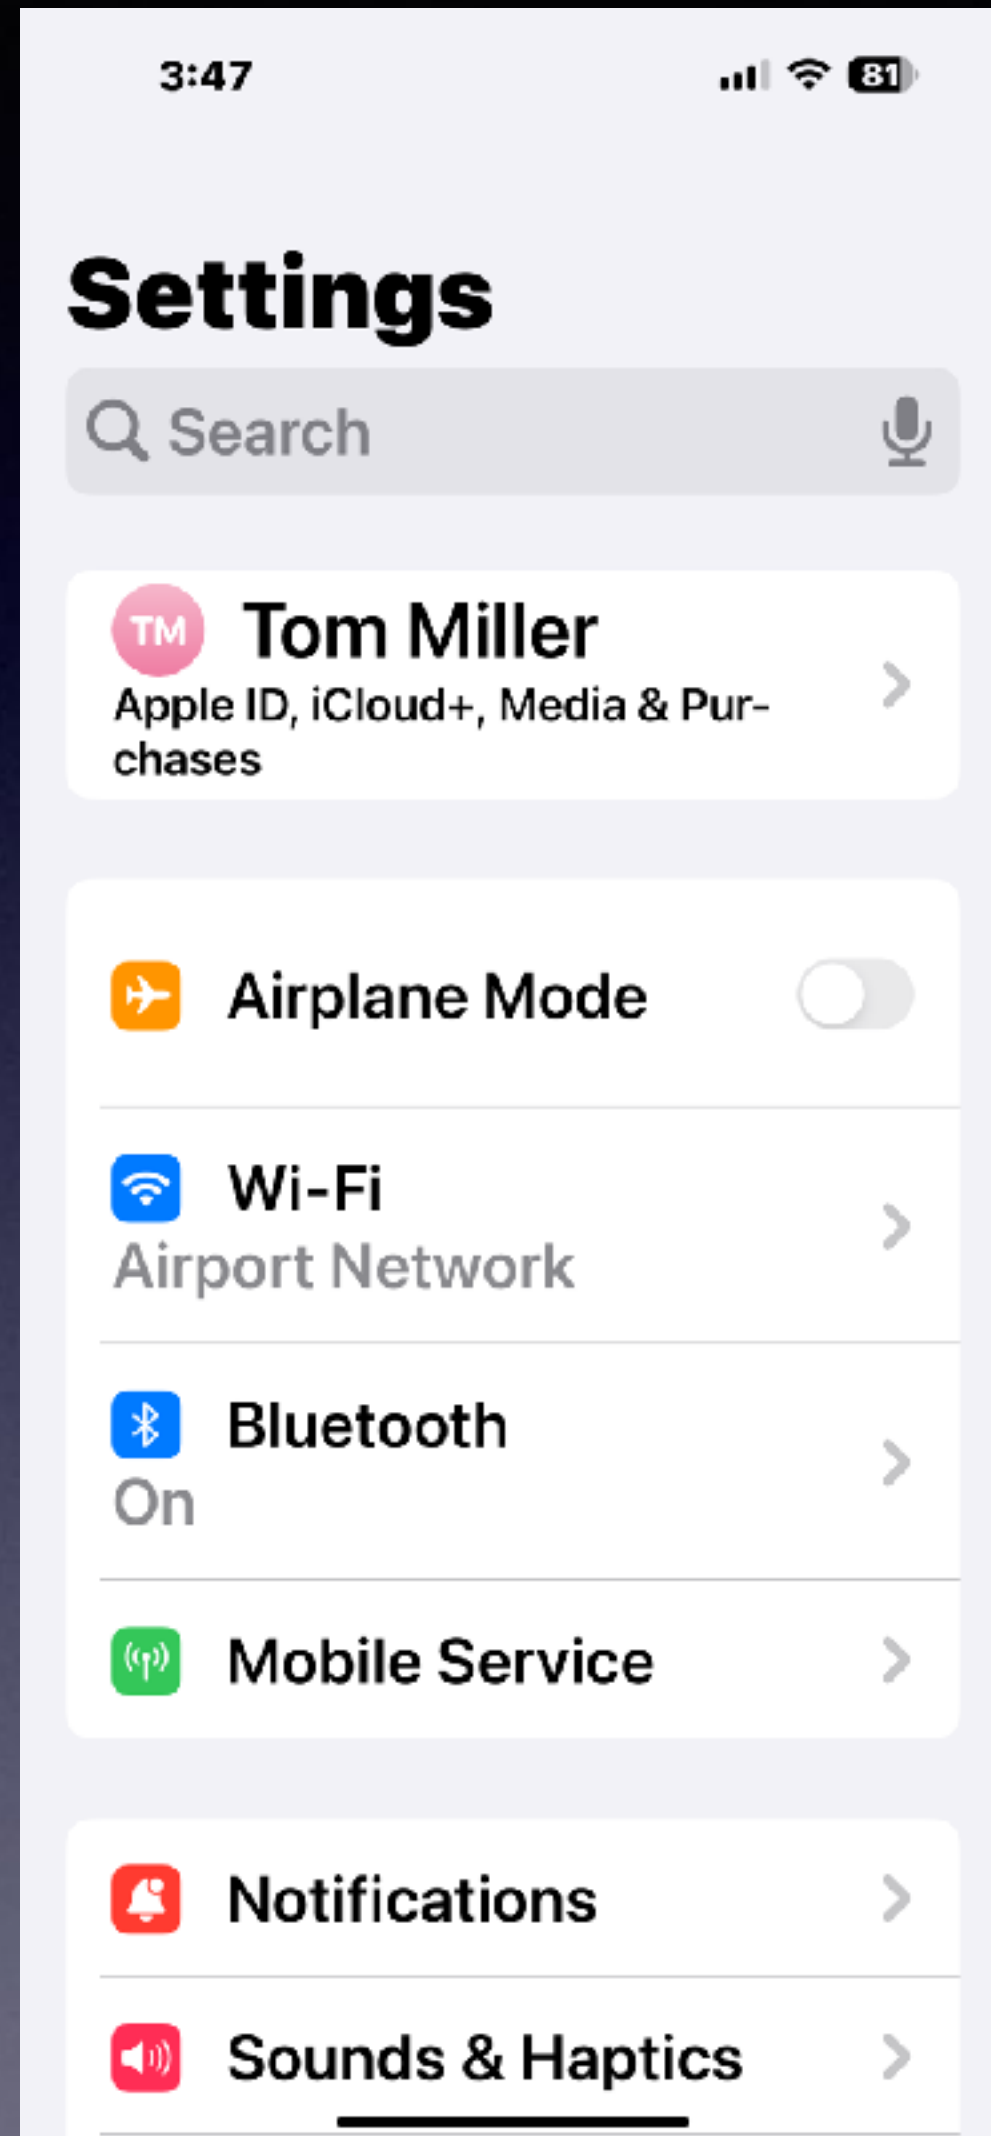 3:47
81
Settings
Search
TM
Tom Miller
Apple ID, iCloud+, Media & Pur-
chases
Airplane Mode
Wi-Fi
Airport Network
Bluetooth
On
Mobile Service
Notifications
Sounds & Haptics